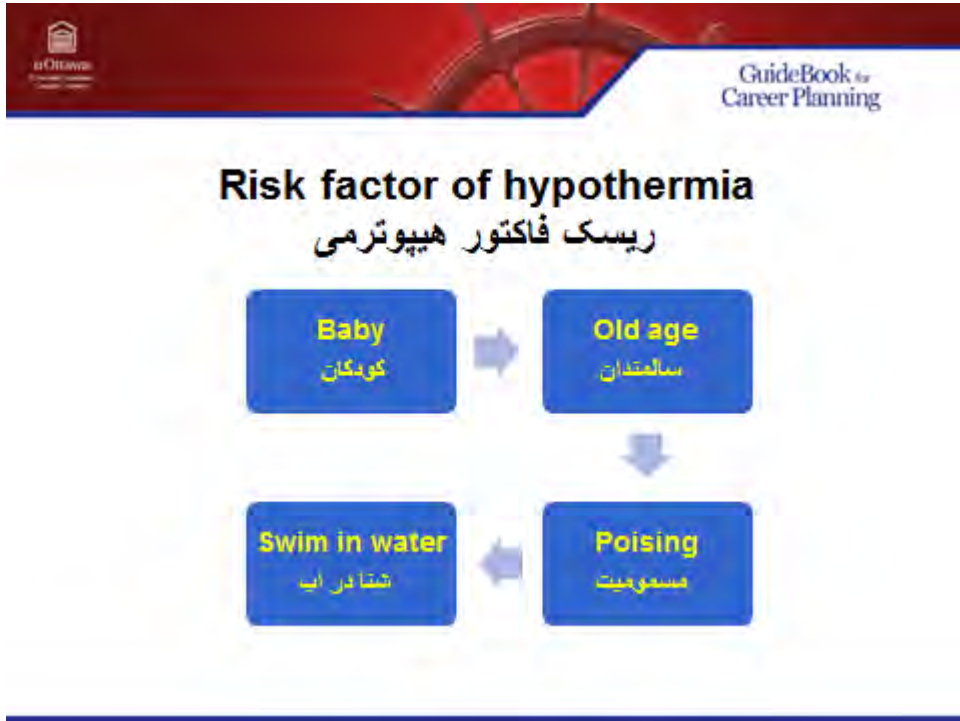 uOttawa
GuideBook for
Career Planning
Risk factor of hypothermia
ریسک فاکتور هیپوترمی
Baby
کودکان
Old age
سالمندان
Poising
مسمومیت
Swim in water
شنا در اب